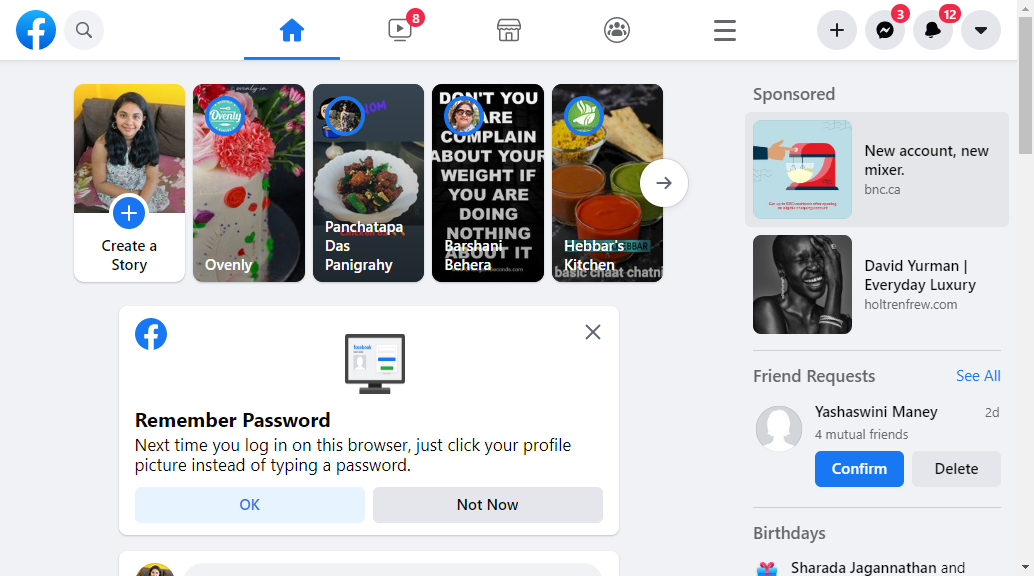 8
3
12
Create a
Story
Ovenly
Ovenly
Panchatapa
Das
Panigrahy
DON'T YOU
ARE
COMPLAIN
ABOUT YOUR
WEIGHT IF
YOU ARE
DOING
NOTHING
ABOUT IT
Barshani
Behera
Hebbar's
Kitchen
basic chaat chatni
Remember Password
Next time you log in on this browser, just click your profile
picture instead of typing a password.
OK
Not Now
Sponsored
New account, new
mixer.
bnc.ca
David Yurman |
Everyday Luxury
holtrenfrew.com
Friend Requests
See All
Yashaswini Maney
2d
4 mutual friends
Confirm
Delete
Birthdays
Sharada Jagannathan and